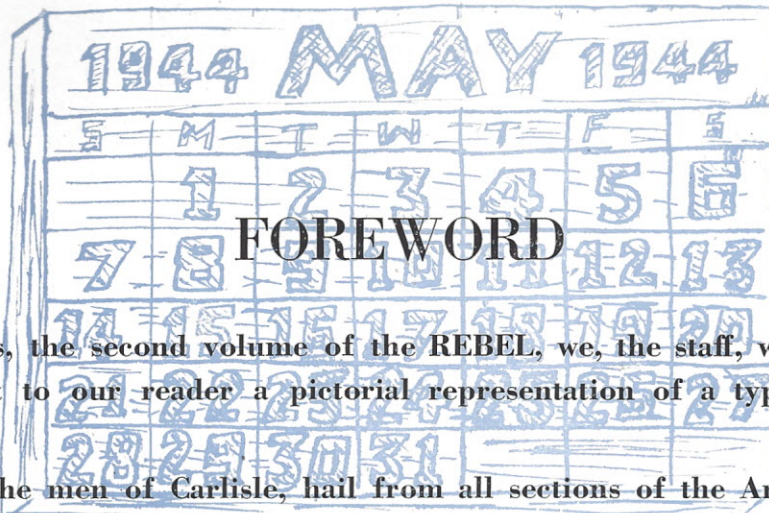 1944 MAY 1944
S M T W T F S
1 2 3 4 5 6
FOREWORD
7 8 9 10 11 12 13
14 15 16 17 18 19 20
the second volume of the REBEL, we, the staff,
21 22 23 24 25 26 27
to our reader a pictorial representation of a
28 29 30 31
men of Carlisle, hail from all sections of the